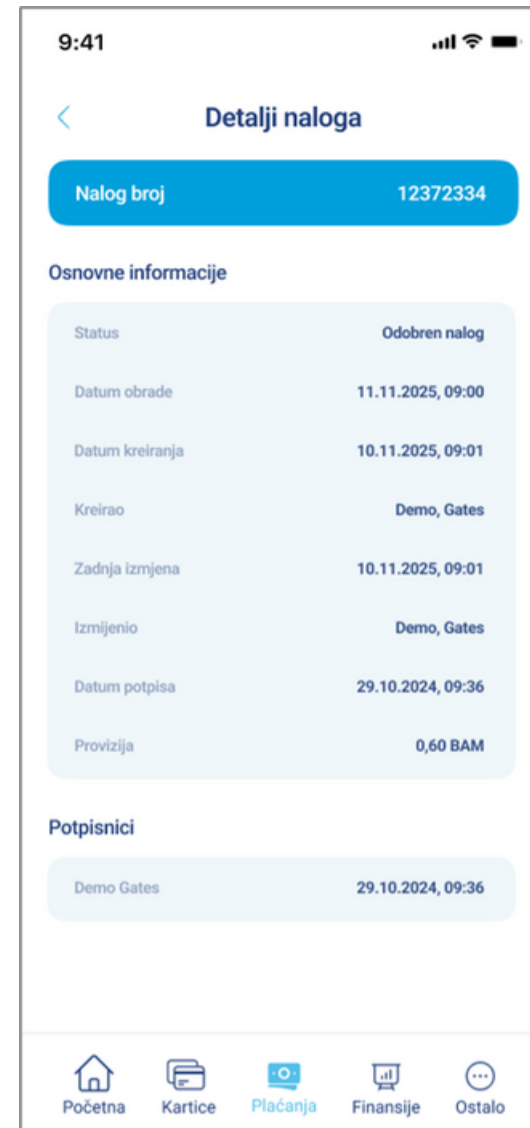 9:41
Detalji naloga
Nalog broj 12372334
Osnovne informacije
Status Odobren nalog
Datum obrade 11.11.2025, 09:00
Datum kreiranja 10.11.2025, 09:01
Kreirao Demo, Gates
Zadnja izmjena 10.11.2025, 09:01
Izmijenio Demo, Gates
Datum potpisa 29.10.2024, 09:36
Provizija 0,60 BAM
Potpisnici
Demo Gates 29.10.2024, 09:36
Početna Kartice Plaćanja Finansije Ostalo